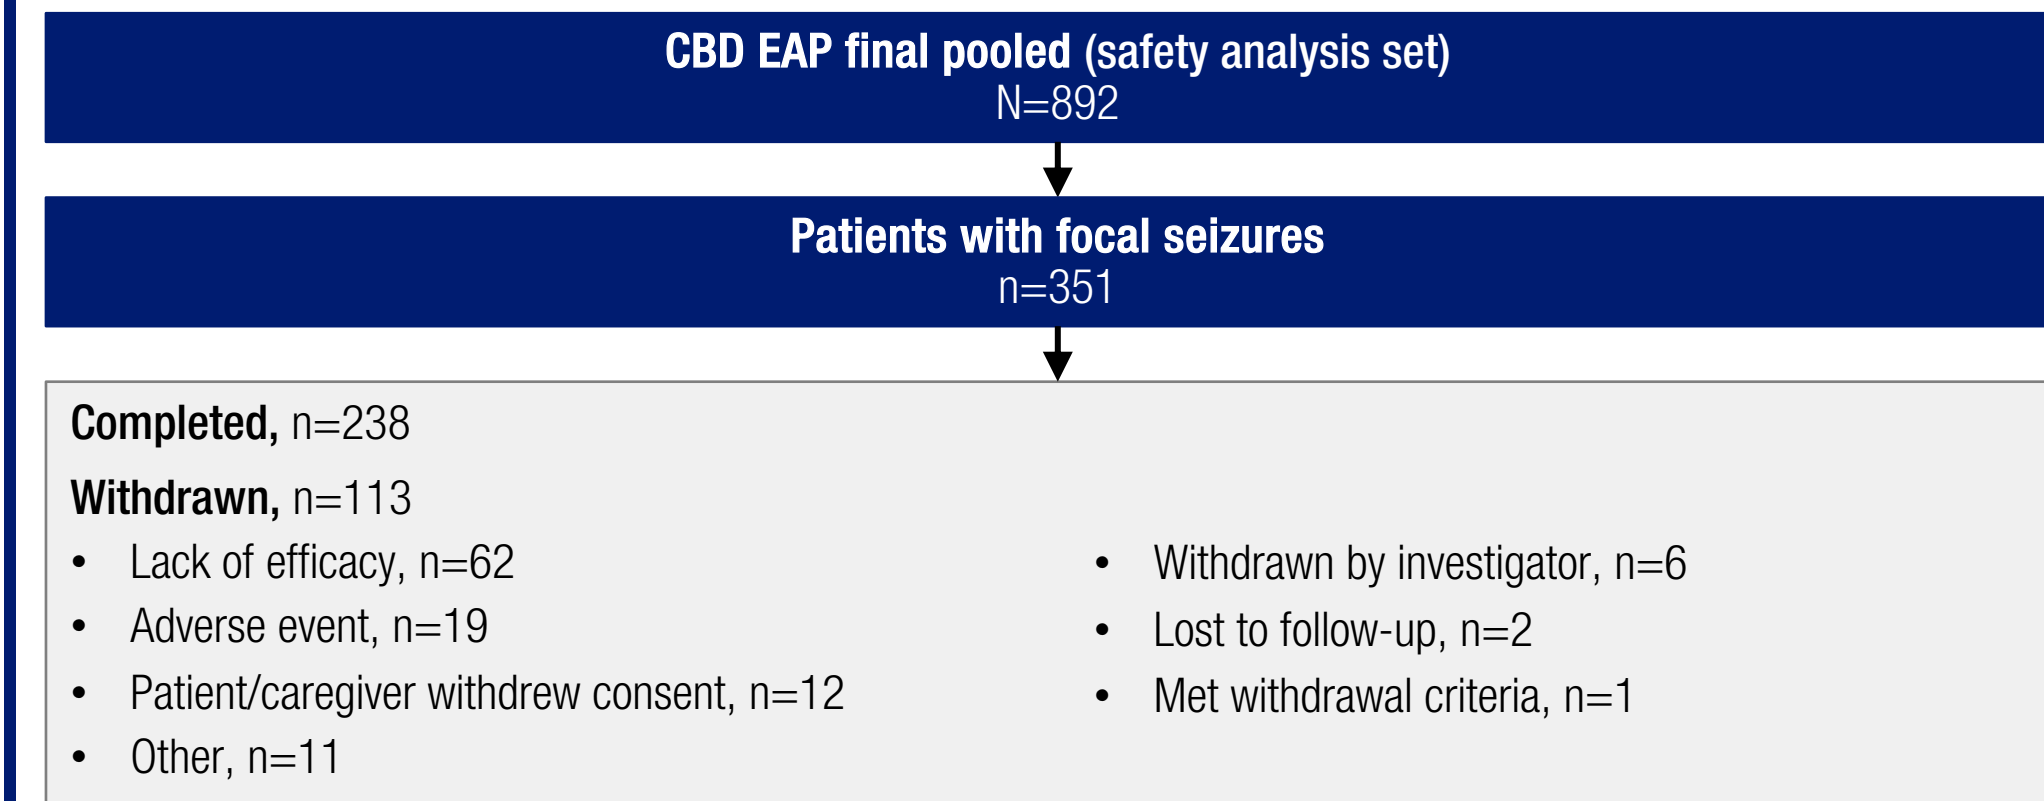 CBD EAP final pooled (safety analysis set)
N=892
Patients with focal seizures
n=351
Completed, n=238
Withdrawn, n=113
• Lack of efficacy, n=62
• Adverse event, n=19
• Patient/caregiver withdrew consent, n=12
• Other, n=11
• Withdrawn by investigator, n=6
• Lost to follow-up, n=2
• Met withdrawal criteria, n=1